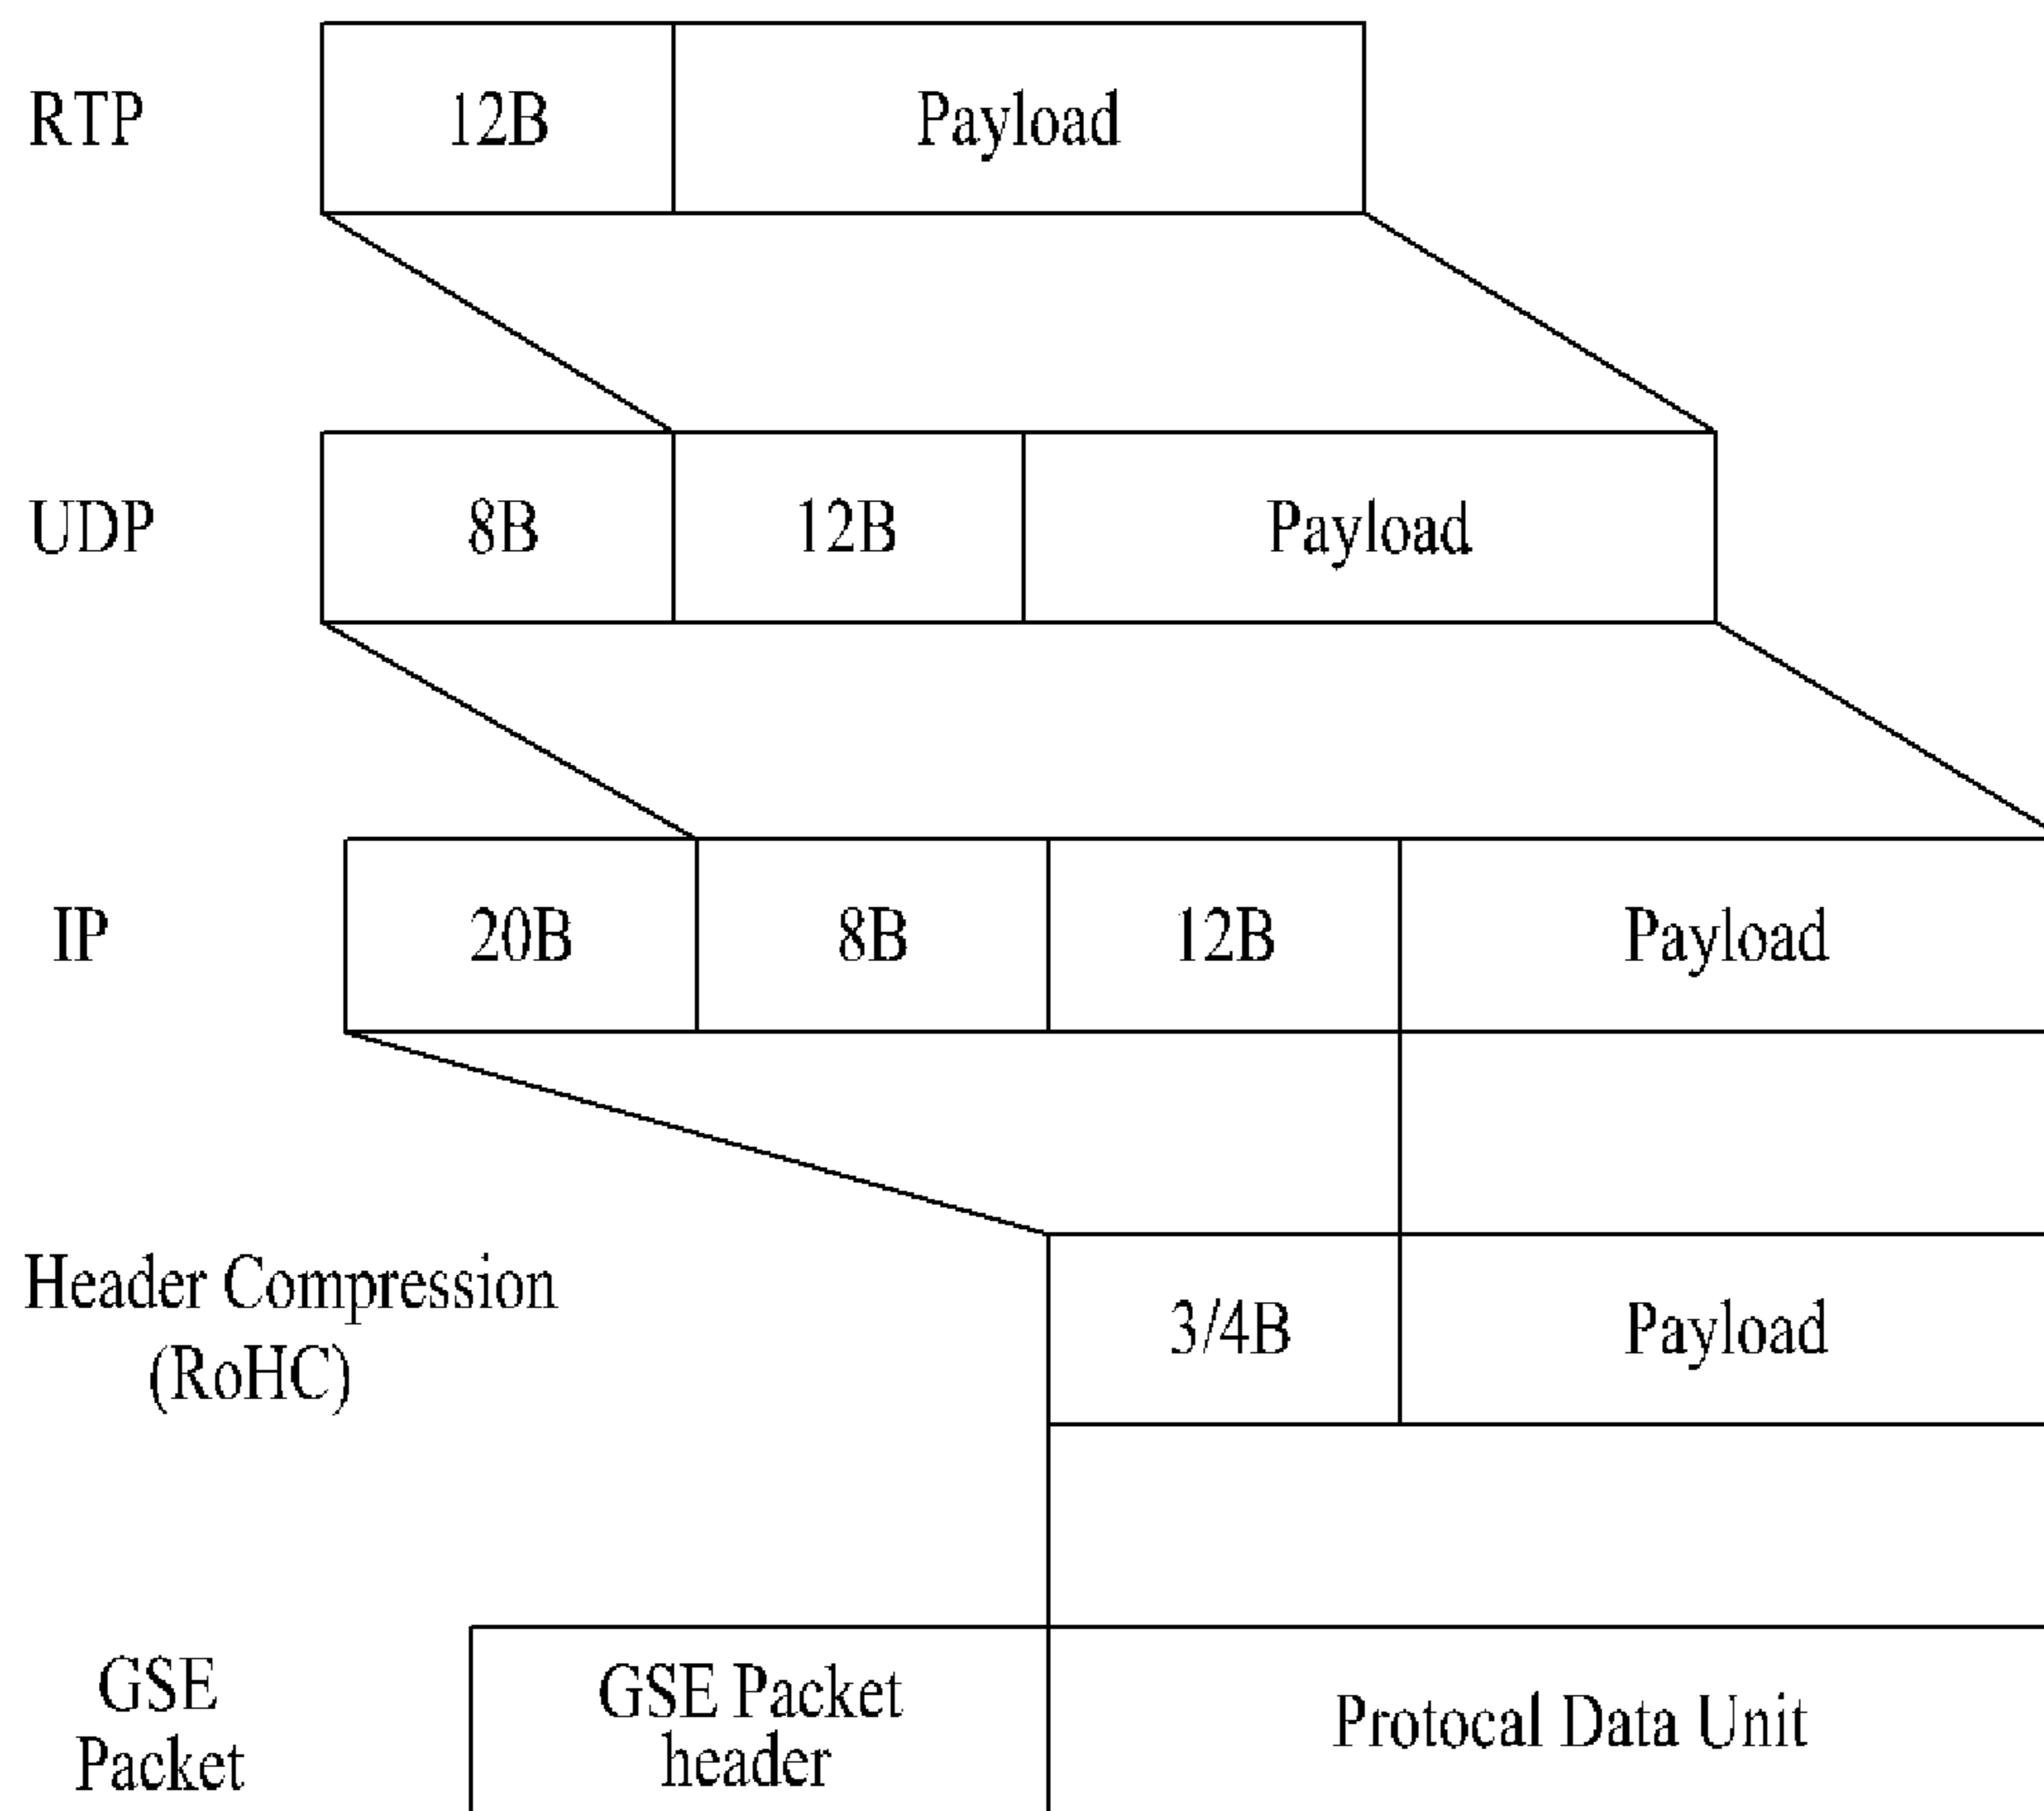 RTP 12B Payload
UDP 8B 12B Payload
IP 20B 8B 12B Payload
Header Compression
(RoHC)
3/4B Payload
GSE
Packet
GSE Packet
header
Protocal Data Unit